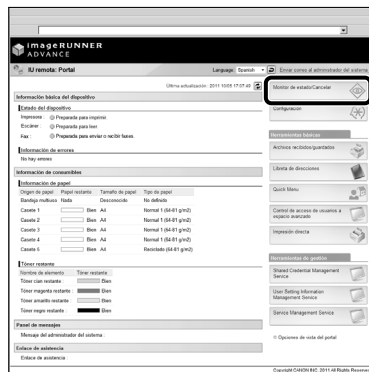 imageRUNNER
ADVANCE
IU remota: Portal
Language: Spanish
Enviar correo al administrador del sistema
Última actualización : 2011 10/05 17:07:48
Información básica del dispositivo
Estado del dispositivo
Impresora : Preparada para imprimir.
Escáner : Preparada para leer.
Fax : Preparada para enviar o recibir faxes.
Información de errores
No hay errores
Información de consumibles
Información de papel
Origen de papel Papel restante Tamaño de papel Tipo de papel
Bandeja multiuso Nada Desconocido No definido
Casete 1 Bien A4 Normal 1 (64-81 g/m2)
Casete 2 Bien A4 Normal 1 (64-81 g/m2)
Casete 3 Bien A4 Normal 1 (64-81 g/m2)
Casete 4 Bien A4 Normal 1 (64-81 g/m2)
Casete 5 Bien A4 Reciclado (64-81 g/m2)
Tóner restante
Nombre de elemento Tóner restante
Tóner cian restante : Bien
Tóner magenta restante : Bien
Tóner amarillo restante : Bien
Tóner negro restante : Bien
Panel de mensajes
Mensaje del administrador del sistema :
Enlace de asistencia
Enlace de asistencia :
Monitor de estado/Cancelar
Configuración
Herramientas básicas
Archivos recibidos/guardados
Libreta de direcciones
Quick Menu
Control de acceso de usuarios a
espacio avanzado
Impresión directa
Herramientas de gestión
Shared Credential Management
Service
User Setting Information
Management Service
Service Management Service
Opciones de vista del portal
Copyright CANON INC. 2011 All Rights Reserved